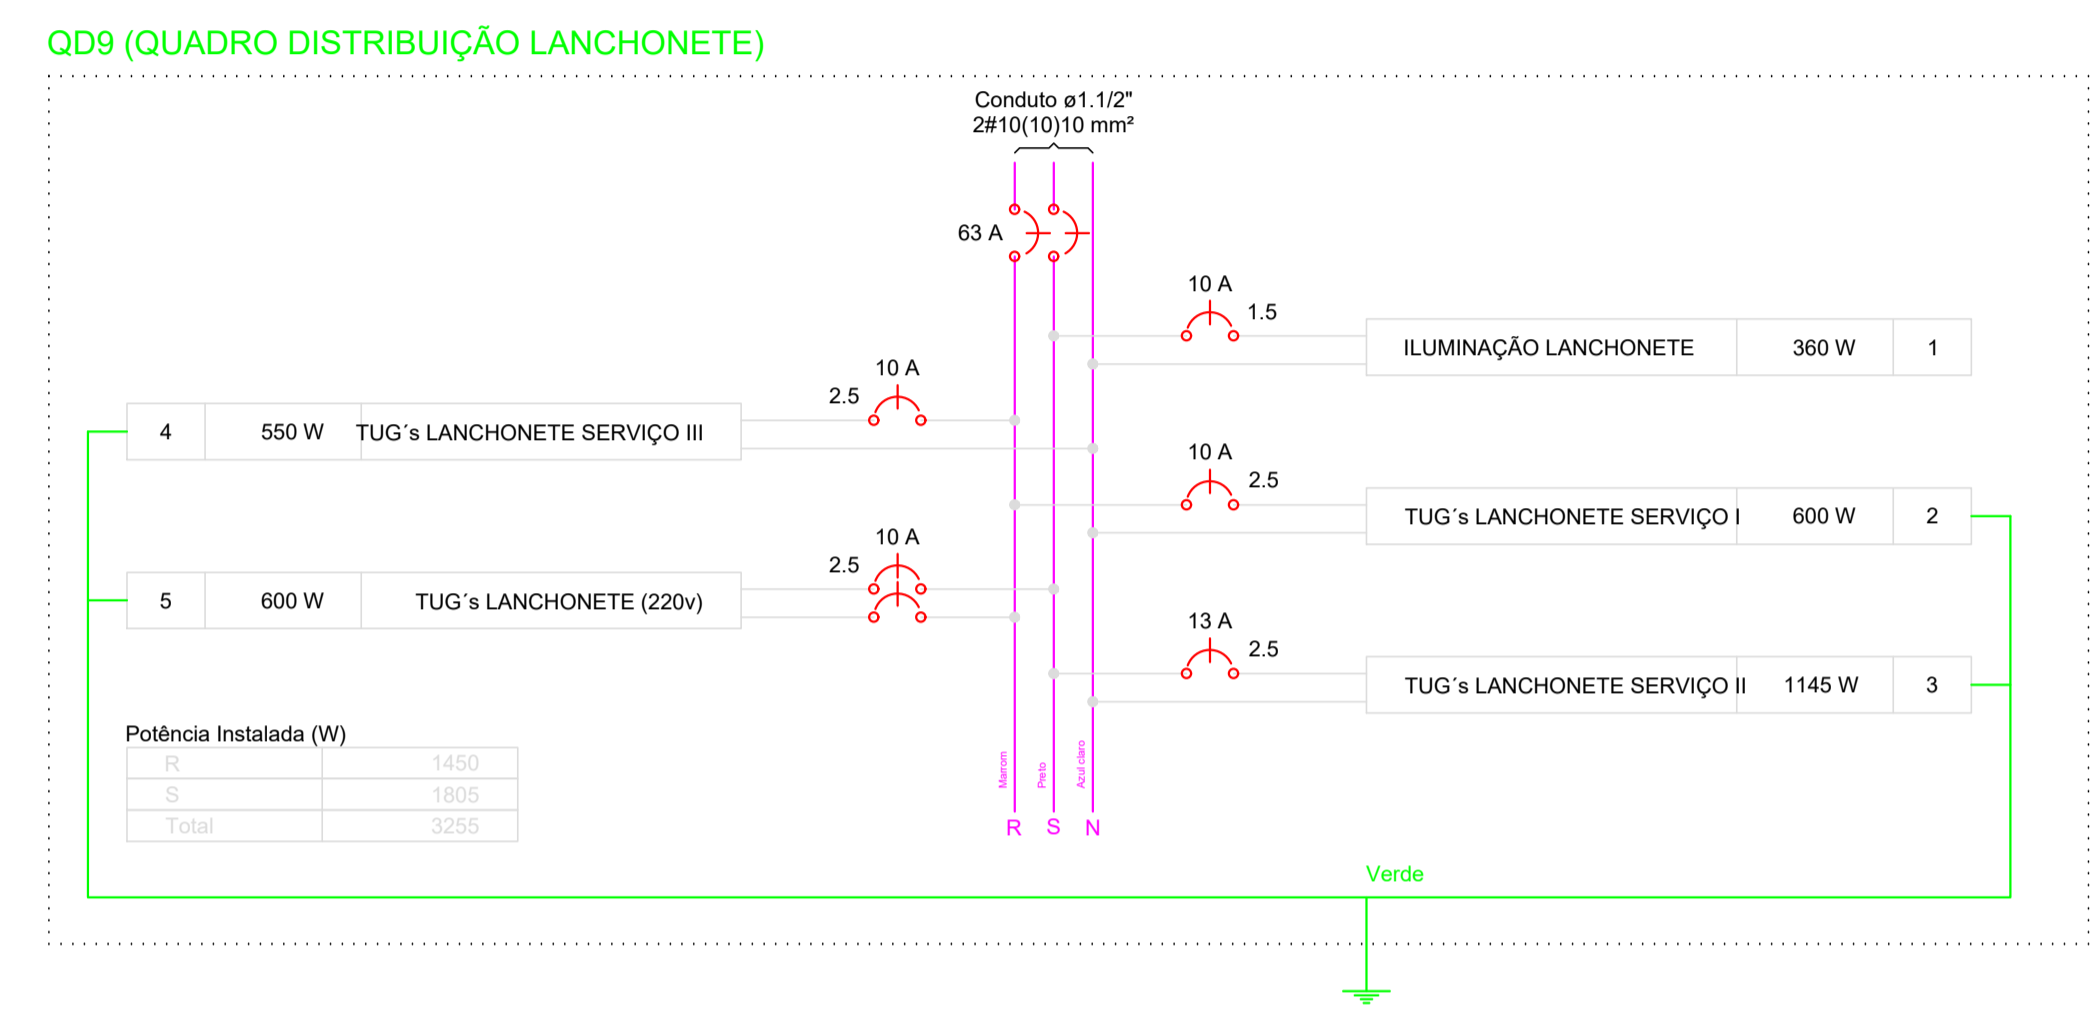 QD9 (QUADRO DISTRIBUIÇÃO LANCHONETE)
Conduto ø1.1/2"
2#10(10)10 mm²
63 A
10 A
1.5
ILUMINAÇÃO LANCHONETE 360 W 1
10 A
2.5
4 550 W TUG´s LANCHONETE SERVIÇO III
10 A
2.5
TUG´s LANCHONETE SERVIÇO I 600 W 2
10 A
2.5
5 600 W TUG´s LANCHONETE (220v)
13 A
2.5
TUG´s LANCHONETE SERVIÇO II 1145 W 3
Potência Instalada (W)
R 1450
S 1805
Total 3255
Marrom
Preto
Azul claro
R S N
Verde